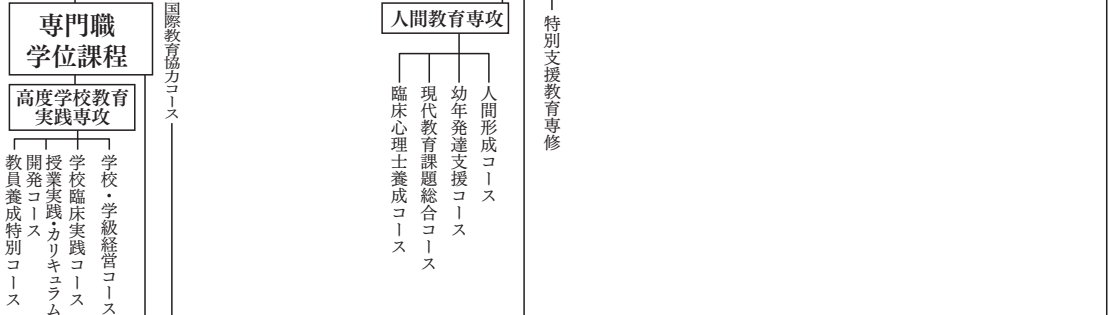 特別支援教育専修
人間教育専攻
人間形成コース
幼年発達支援コース
現代教育課題総合コース
臨床心理士養成コース
国際教育協力コース
専門職
学位課程
高度学校教育
実践専攻
学校・学級経営コース
学校臨床実践コース
授業実践・カリキュラム
開発コース
教員養成特別コース